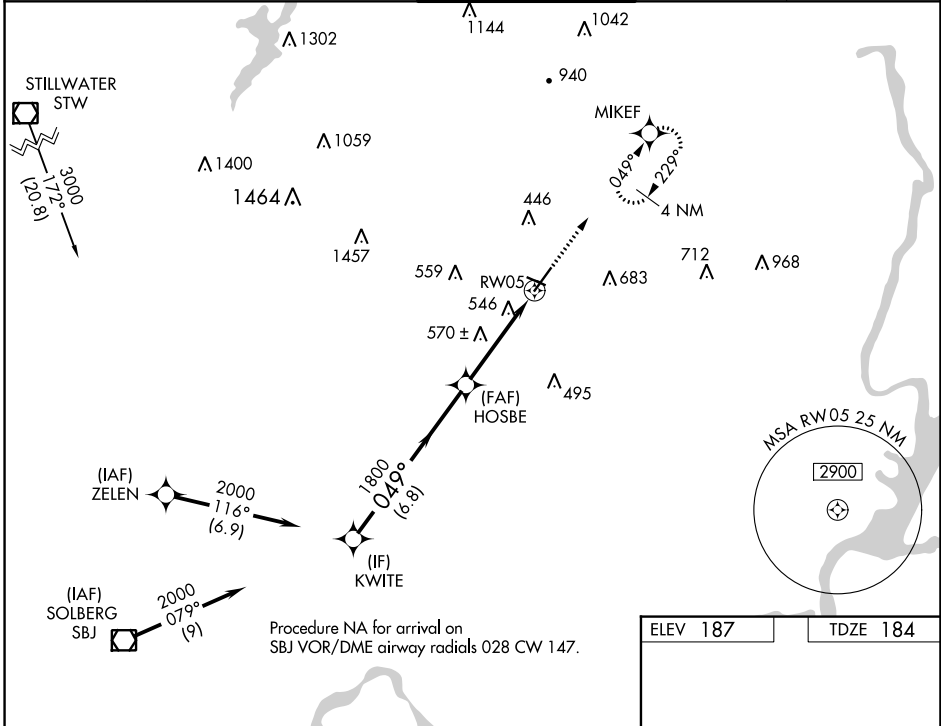 1144
1042
1302
940
STILLWATER
STW
MIKEF
1059
1400
3000
172°
(20.8)
1464
049°
229°
4 NM
446
1457
559
RW05
683
712
968
546
570 ±
(FAF)
HOSBE
495
MSA RW05 25 NM
2900
1800
049°
(6.8)
(IAF)
ZELEN
2000
116°
(6.9)
(IF)
KWITE
(IAF)
SOLBERG
SBJ
2000
079°
(9)
Procedure NA for arrival on
SBJ VOR/DME airway radials 028 CW 147.
ELEV 187
TDZE 184